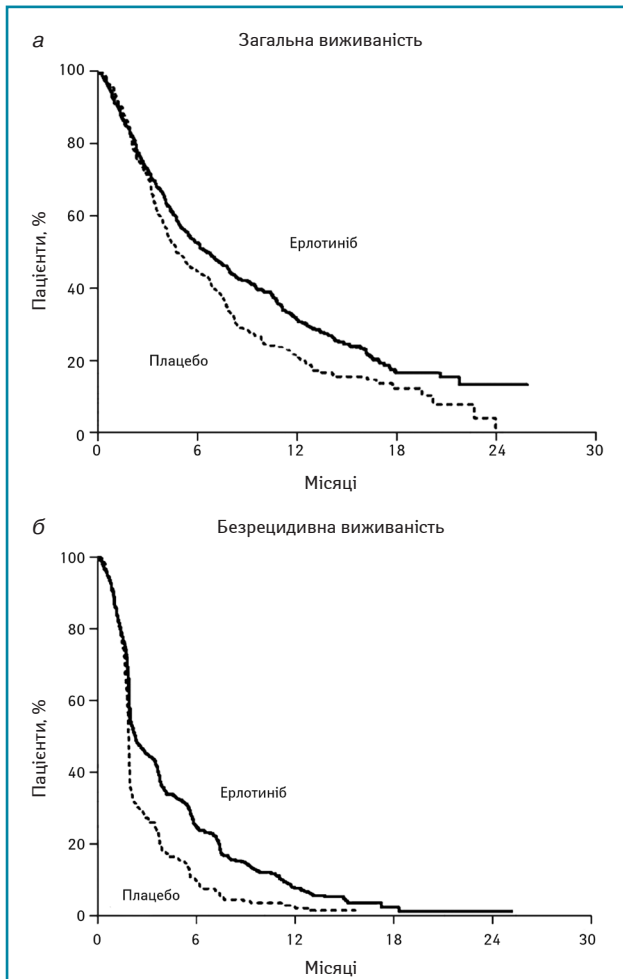 а
Загальна виживаність
100
80
60
40
20
0
Пацієнти, %
Ерлотиніб
Плацебо
0 6 12 18 24 30
Місяці
б
Безрецидивна виживаність
100
80
60
40
20
0
Пацієнти, %
Ерлотиніб
Плацебо
0 6 12 18 24 30
Місяці